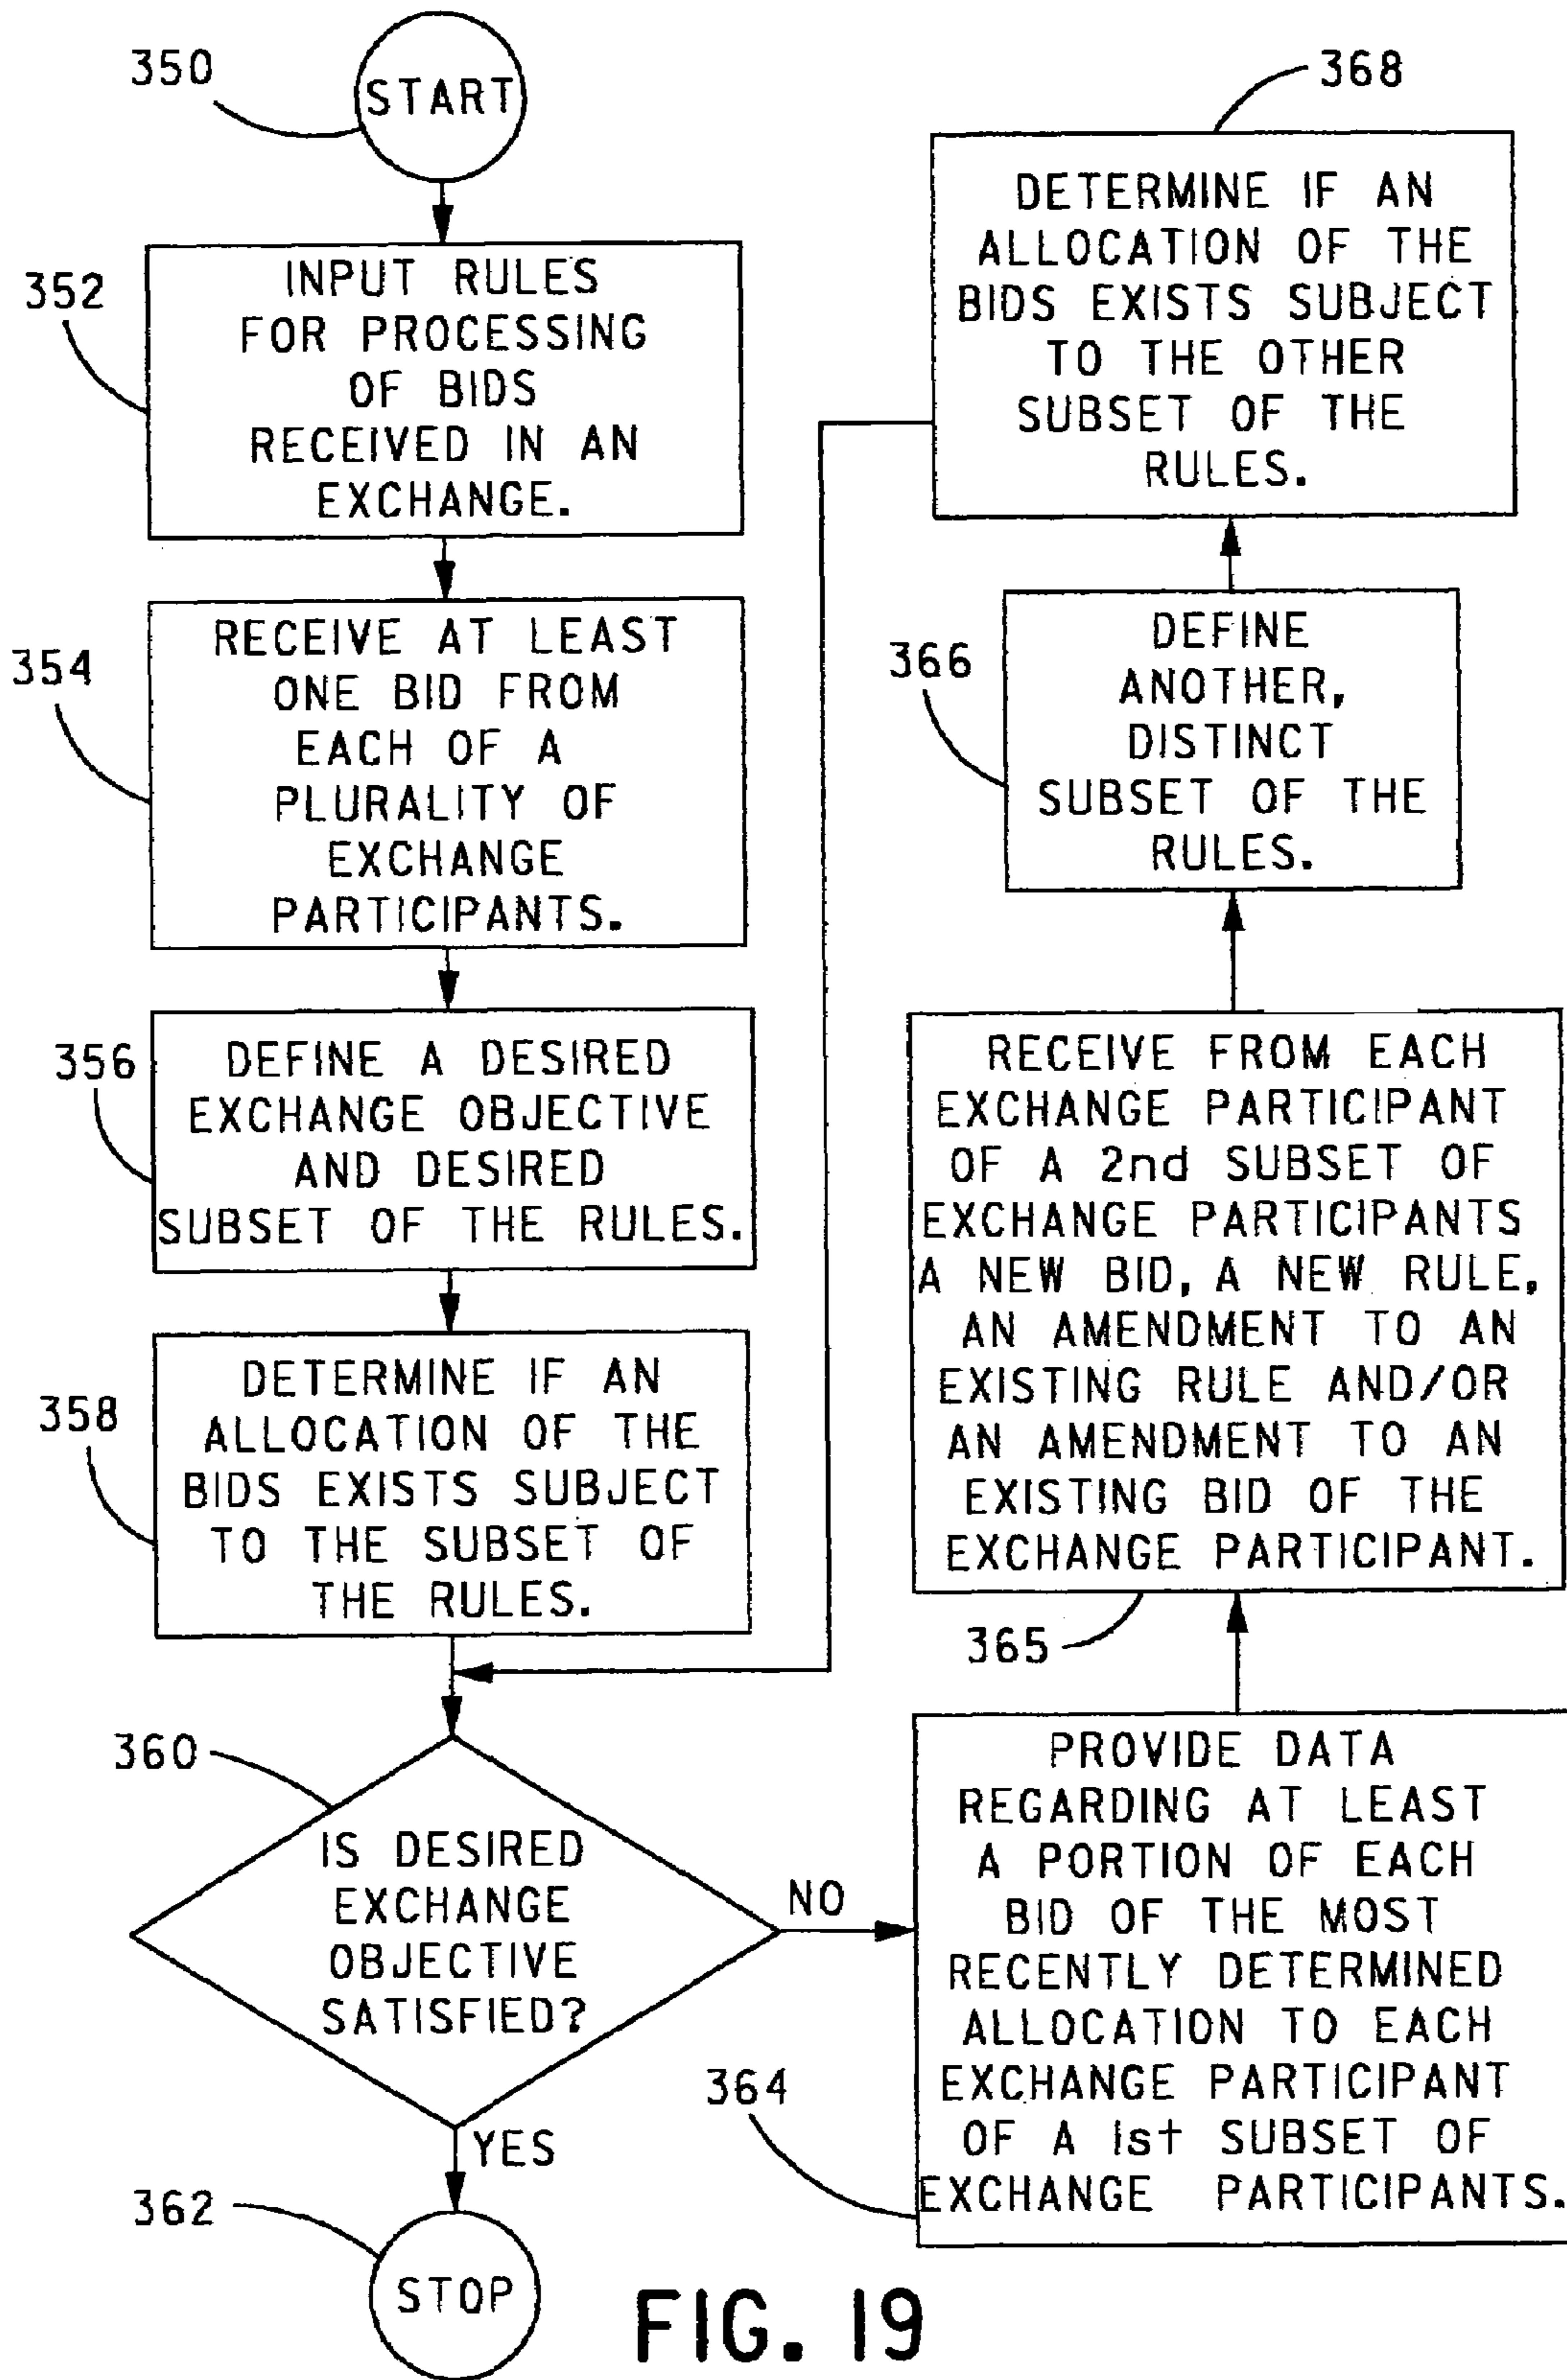 350
START
352
INPUT RULES
FOR PROCESSING
OF BIDS
RECEIVED IN AN
EXCHANGE.
354
RECEIVE AT LEAST
ONE BID FROM
EACH OF A
PLURALITY OF
EXCHANGE
PARTICIPANTS.
356
DEFINE A DESIRED
EXCHANGE OBJECTIVE
AND DESIRED
SUBSET OF THE RULES.
358
DETERMINE IF AN
ALLOCATION OF THE
BIDS EXISTS SUBJECT
TO THE SUBSET OF
THE RULES.
360
IS DESIRED
EXCHANGE
OBJECTIVE
SATISFIED?
NO
YES
362
STOP
364
PROVIDE DATA
REGARDING AT LEAST
A PORTION OF EACH
BID OF THE MOST
RECENTLY DETERMINED
ALLOCATION TO EACH
EXCHANGE PARTICIPANT
OF A 1st SUBSET OF
EXCHANGE PARTICIPANTS.
365
RECEIVE FROM EACH
EXCHANGE PARTICIPANT
OF A 2nd SUBSET OF
EXCHANGE PARTICIPANTS
A NEW BID, A NEW RULE,
AN AMENDMENT TO AN
EXISTING RULE AND/OR
AN AMENDMENT TO AN
EXISTING BID OF THE
EXCHANGE PARTICIPANT.
366
DEFINE
ANOTHER,
DISTINCT
SUBSET OF THE
RULES.
368
DETERMINE IF AN
ALLOCATION OF THE
BIDS EXISTS SUBJECT
TO THE OTHER
SUBSET OF THE
RULES.
FIG. 19